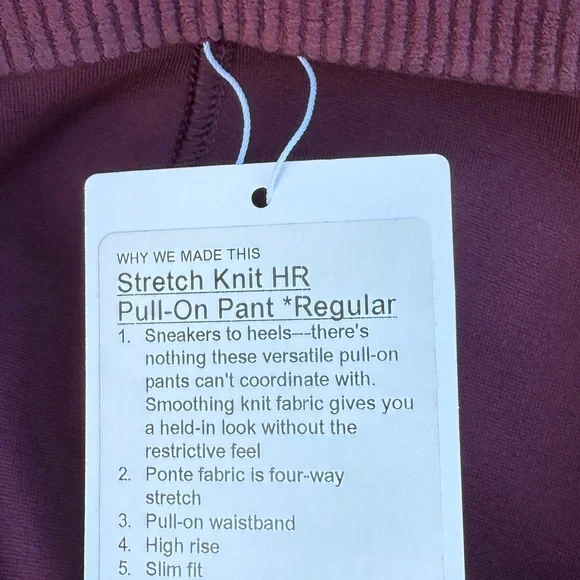 WHY WE MADE THIS
Stretch Knit HR
Pull-On Pant *Regular
1. Sneakers to heels—there's
nothing these versatile pull-on
pants can't coordinate with.
Smoothing knit fabric gives you
a held-in look without the
restrictive feel
2. Ponte fabric is four-way
stretch
3. Pull-on waistband
4. High rise
5. Slim fit